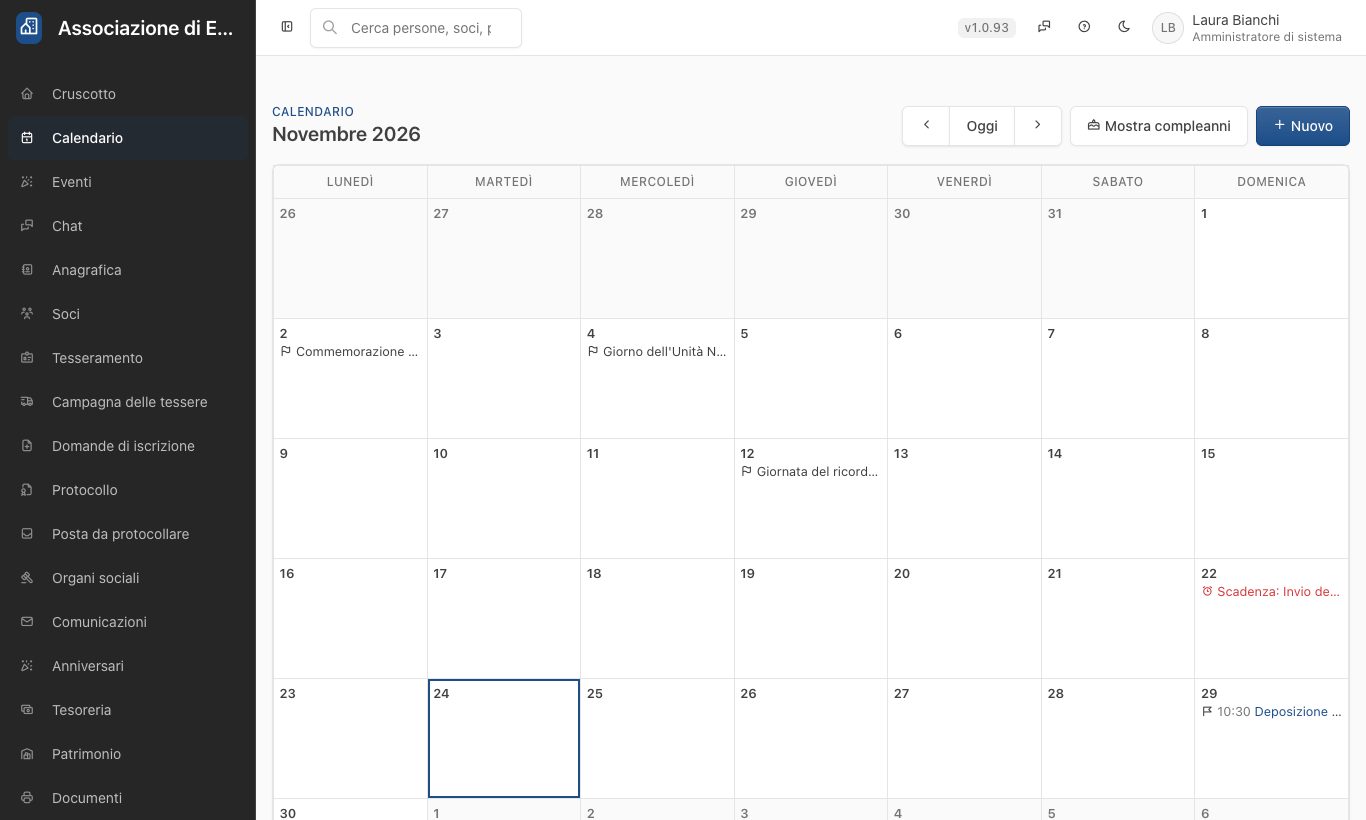 Associazione di E...
Cerca persone, soci, p
v1.0.93
LB
Laura Bianchi
Amministratore di sistema
Cruscotto
Calendario
Eventi
Chat
Anagrafica
Soci
Tesseramento
Campagna delle tessere
Domande di iscrizione
Protocollo
Posta da protocollare
Organi sociali
Comunicazioni
Anniversari
Tesoreria
Patrimonio
Documenti
CALENDARIO
Novembre 2026
Oggi
Mostra compleanni
+ Nuovo
LUNEDÌ MARTEDÌ MERCOLEDÌ GIOVEDÌ VENERDÌ SABATO DOMENICA
26 27 28 29 30 31 1
2 3 4 5 6 7 8
Commemorazione ... Giorno dell'Unità N...
9 10 11 12 13 14 15
Giornata del ricord...
16 17 18 19 20 21 22
Scadenza: Invio de...
23 24 25 26 27 28 29
10:30 Deposizione ...
30 1 2 3 4 5 6